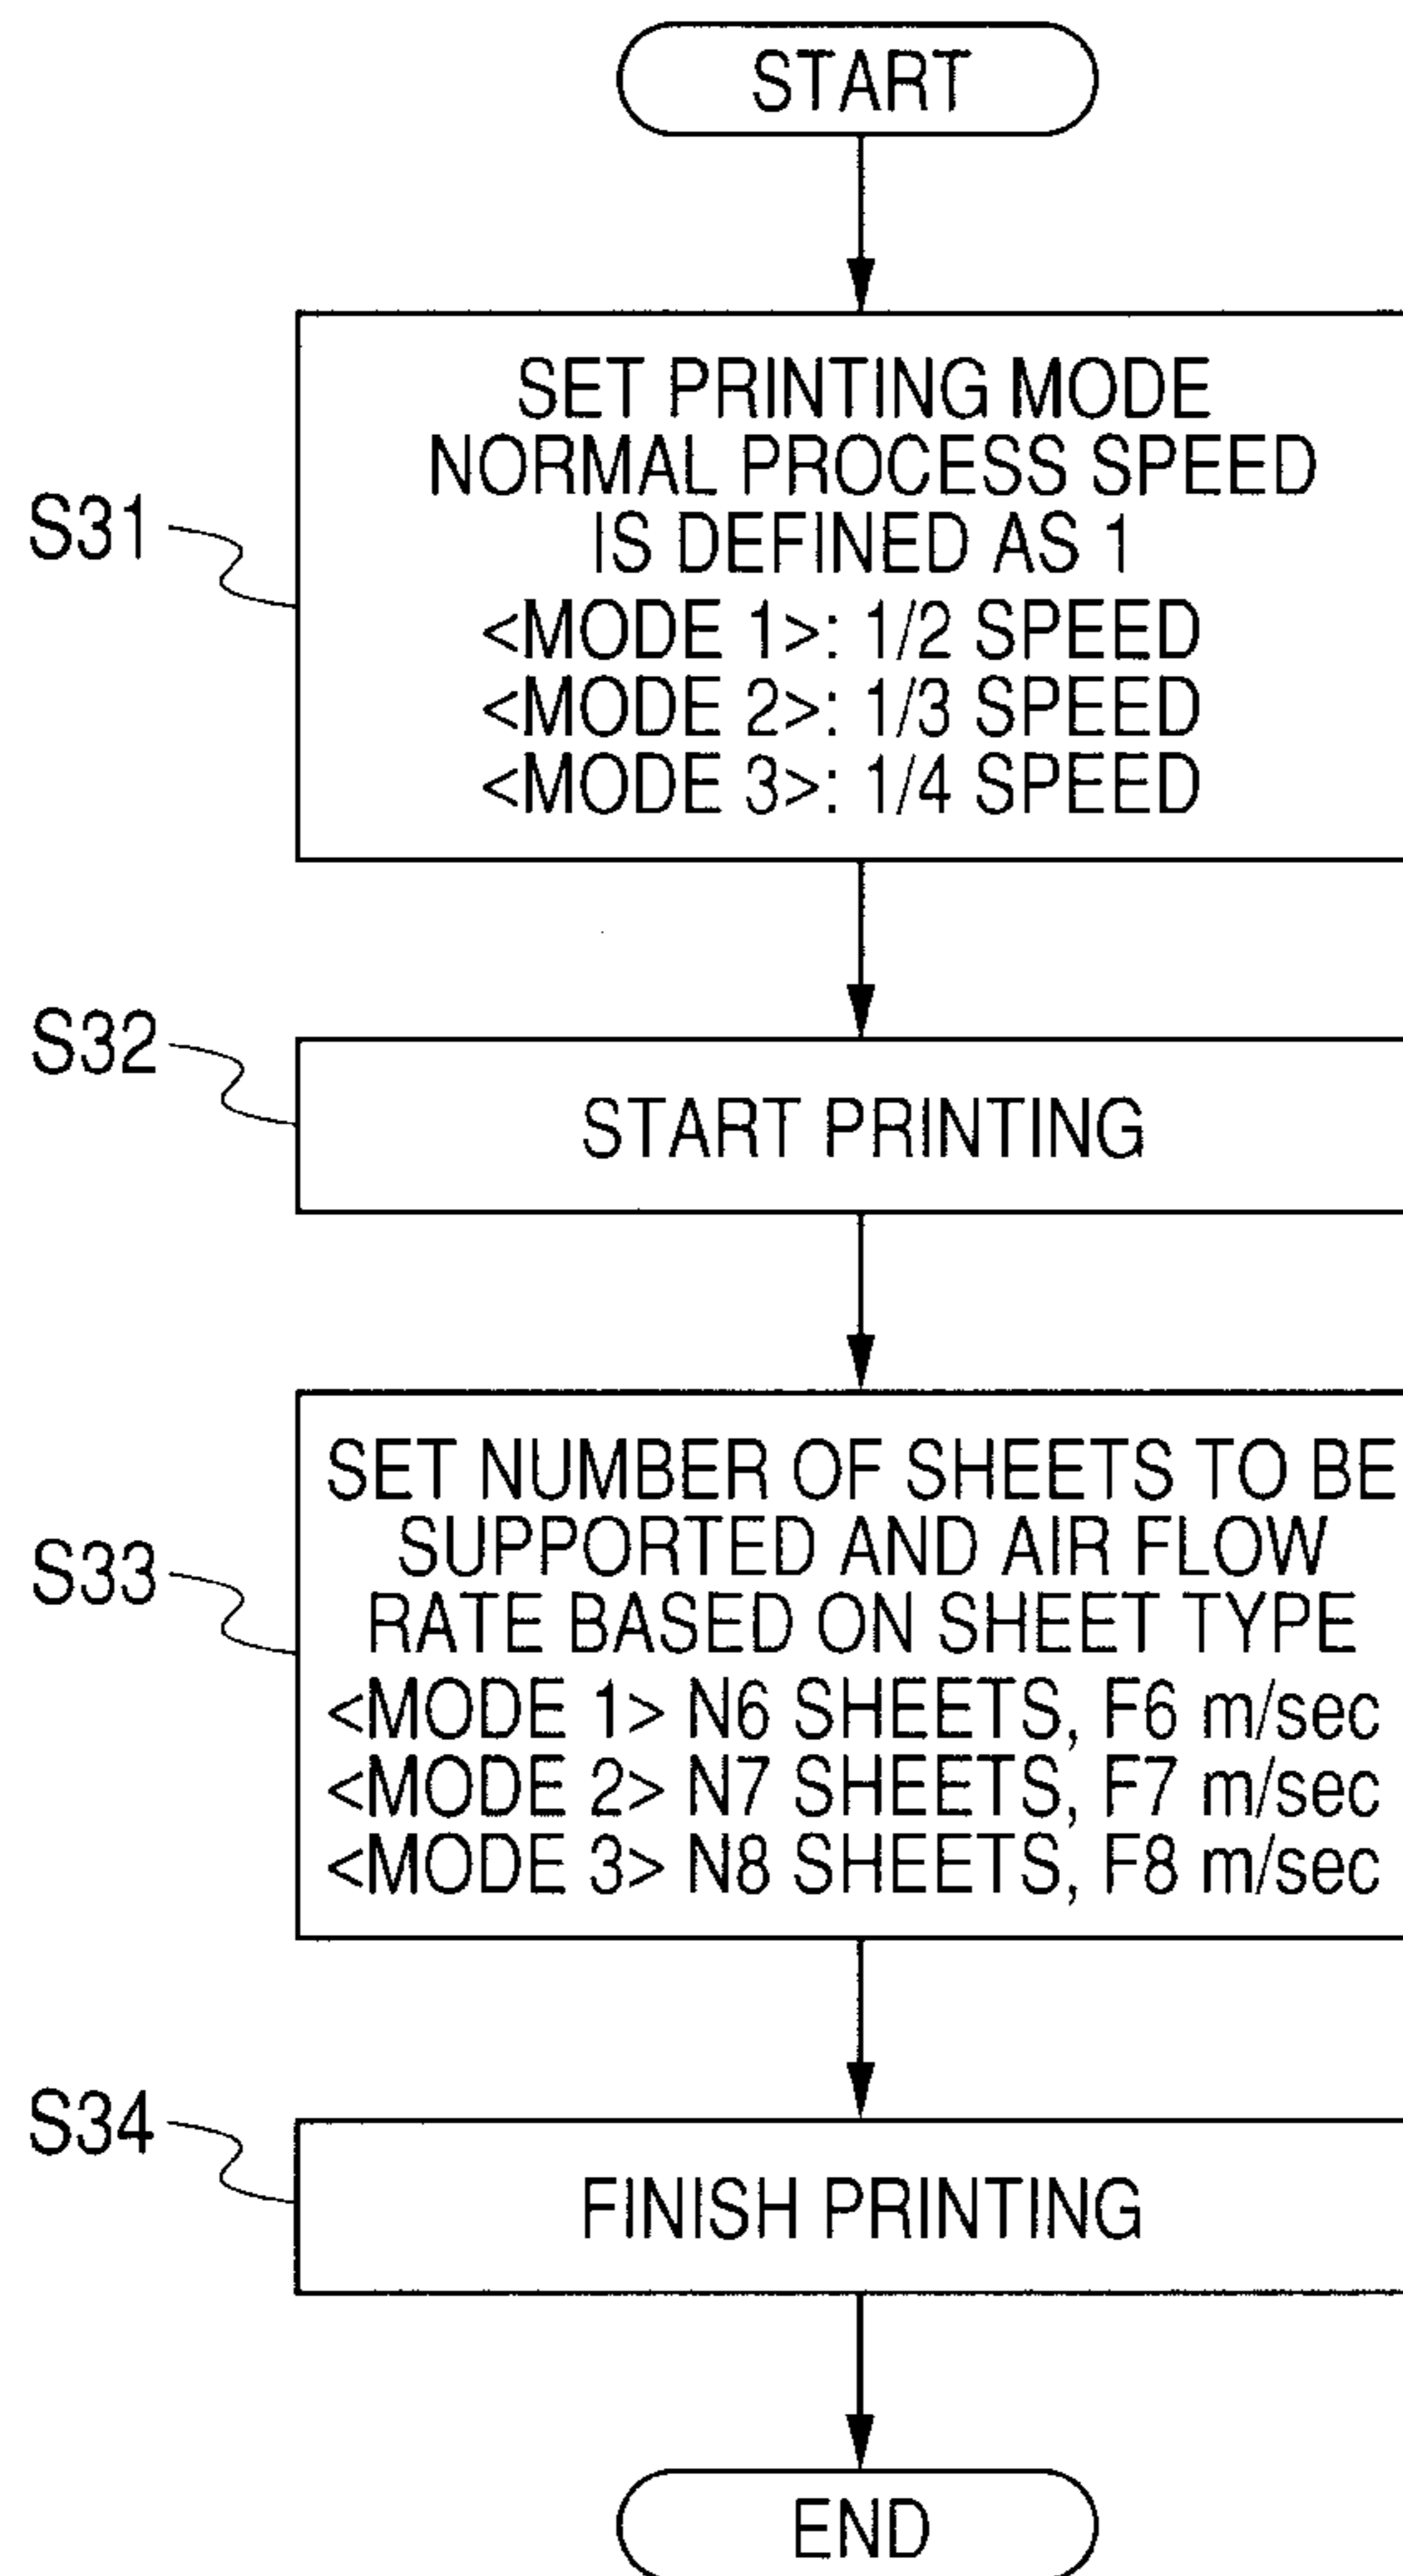 START
S31
SET PRINTING MODE
NORMAL PROCESS SPEED
IS DEFINED AS 1
<MODE 1>: 1/2 SPEED
<MODE 2>: 1/3 SPEED
<MODE 3>: 1/4 SPEED
S32
START PRINTING
S33
SET NUMBER OF SHEETS TO BE
SUPPORTED AND AIR FLOW
RATE BASED ON SHEET TYPE
<MODE 1> N6 SHEETS, F6 m/sec
<MODE 2> N7 SHEETS, F7 m/sec
<MODE 3> N8 SHEETS, F8 m/sec
S34
FINISH PRINTING
END